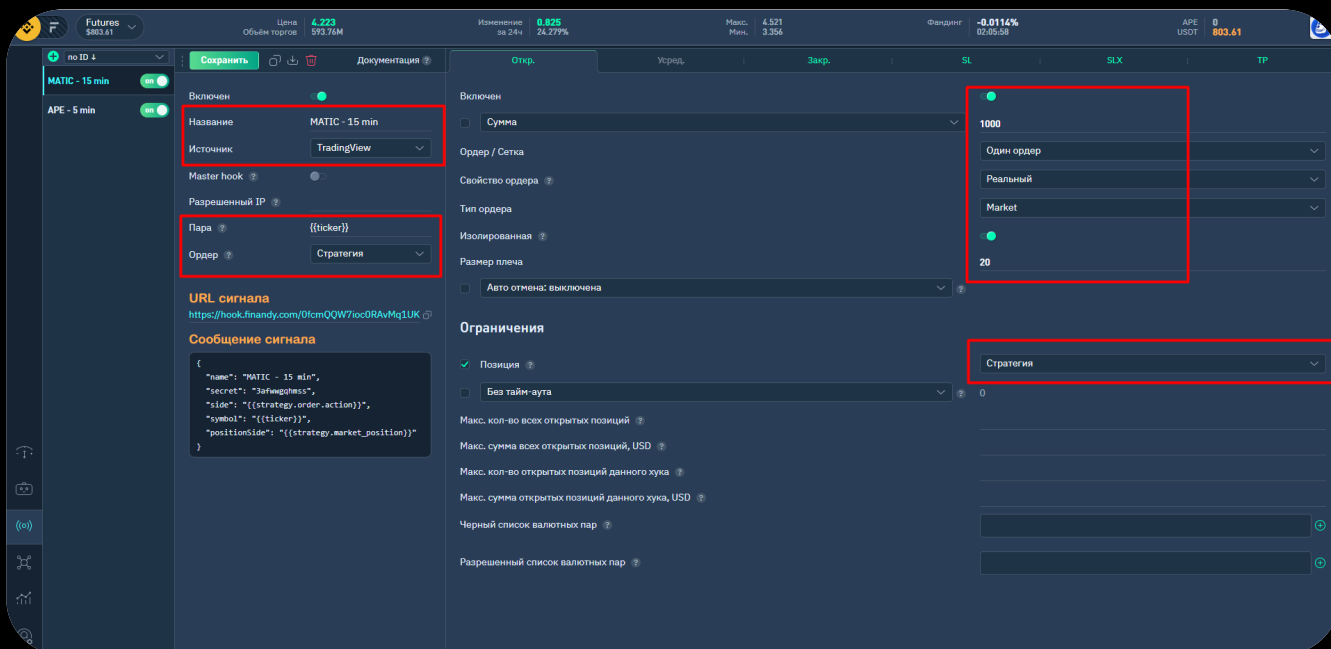 Futures
$803.61
Цена 4.223
Объём торгов 593.76M
Изменение 0.825
за 24ч 24.279%
Макс. 4.521
Мин. 3.356
Фандинг -0.0114%
02:05:58
APE 0
USDT 803.61
no ID ↓
MATIC - 15 min on
APE - 5 min on
Сохранить
Документация ?
Включен
Название MATIC - 15 min
Источник TradingView
Master hook ?
Разрешенный IP ?
Пара ? {{ticker}}
Ордер ? Стратегия
URL сигнала
https://hook.finandy.com/0fcmQQW7ioc0RAvMq1UK
Сообщение сигнала
{
"name": "MATIC - 15 min",
"secret": "3afwwgqhmss",
"side": "{{strategy.order.action}}",
"symbol": "{{ticker}}",
"positionSide": "{{strategy.market_position}}"
}
Откр. Усред. Закр. SL SLX TP
Включен
Сумма 1000
Ордер / Сетка Один ордер
Свойство ордера ? Реальный
Тип ордера Market
Изолированная ?
Размер плеча 20
Авто отмена: выключена ?
Ограничения
Позиция ? Стратегия
Без тайм-аута ? 0
Макс. кол-во всех открытых позиций ?
Макс. сумма всех открытых позиций, USD ?
Макс. кол-во открытых позиций данного хука ?
Макс. сумма открытых позиций данного хука, USD ?
Черный список валютных пар ?
Разрешенный список валютных пар ?